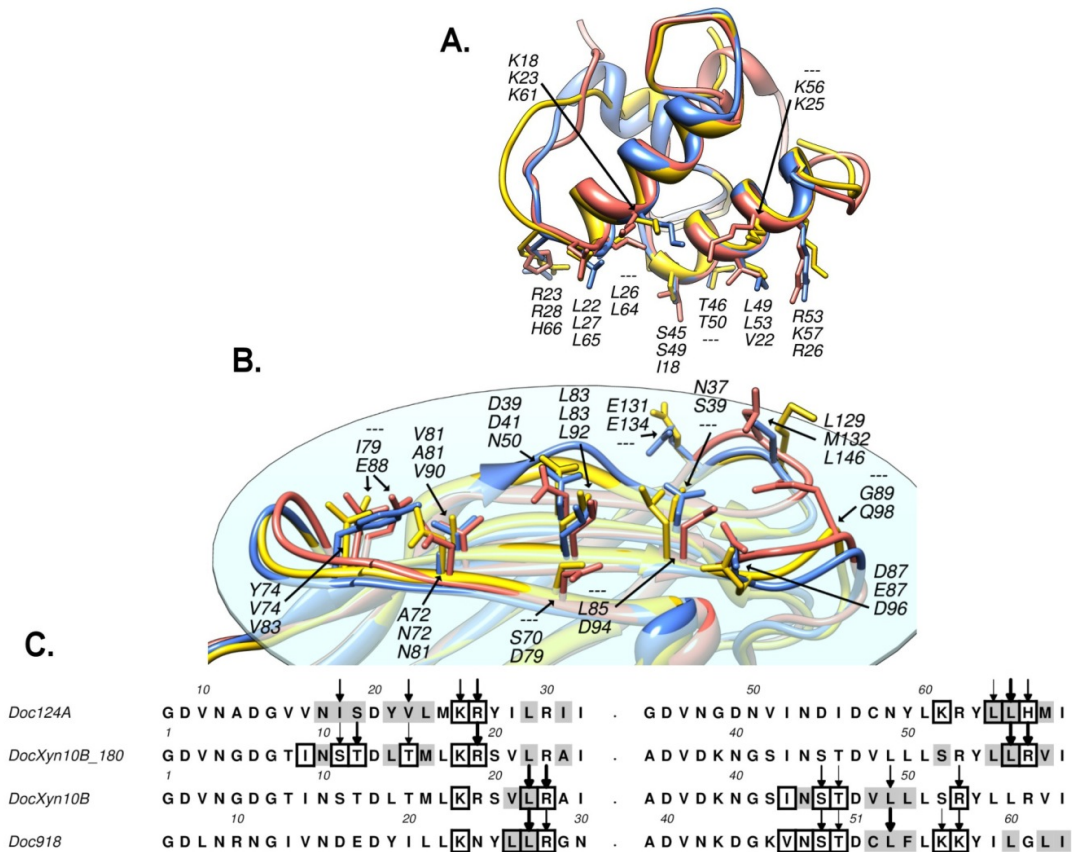 A.
K18
K23
K61
---
K56
K25
R23
R28
H66
L22
L27
L65
---
L26
L64
S45
S49
I18
T46
T50
---
L49
L53
V22
R53
K57
R26
B.
---
I79
E88
V81
A81
V90
D39
D41
N50
L83
L83
L92
E131
E134
---
N37
S39
---
L129
M132
L146
---
G89
Q98
Y74
V74
V83
A72
N72
N81
---
S70
D79
---
L85
D94
D87
E87
D96
C.
10 20 30 50 60
Doc124A G D V N A D G V V N I S D Y V L M K R Y I L R I I . G D V N G D N V I N D I D C N Y L K R Y L L H M I
1 10 20 40 50
DocXyn10B_180 G D V N G D G T I N S T D L T M L K R S V L R A I . A D V D K N G S I N S T D V L L L S R Y L L R V I
1 10 20 40 50
DocXyn10B G D V N G D G T I N S T D L T M L K R S V L R A I . A D V D K N G S I N S T D V L L L S R Y L L R V I
10 20 30 40 51 60
Doc918 G D L N R N G I V N D E D Y I L L K N Y L L R G N . A D V N K D G K V N S T D C L F L K K Y I L G L I